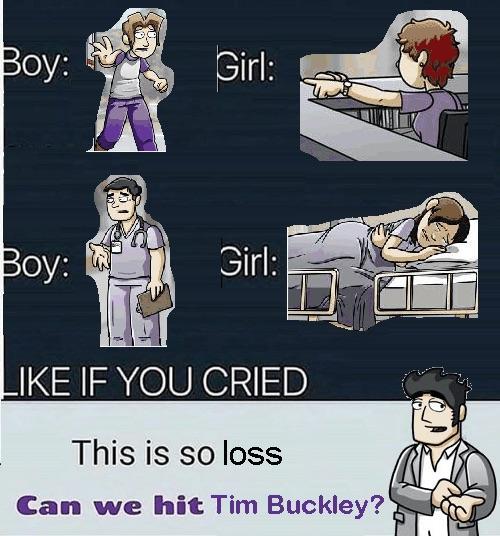 Boy: Girl:
Boy: Girl:
LIKE IF YOU CRIED
This is so loss
Can we hit Tim Buckley?